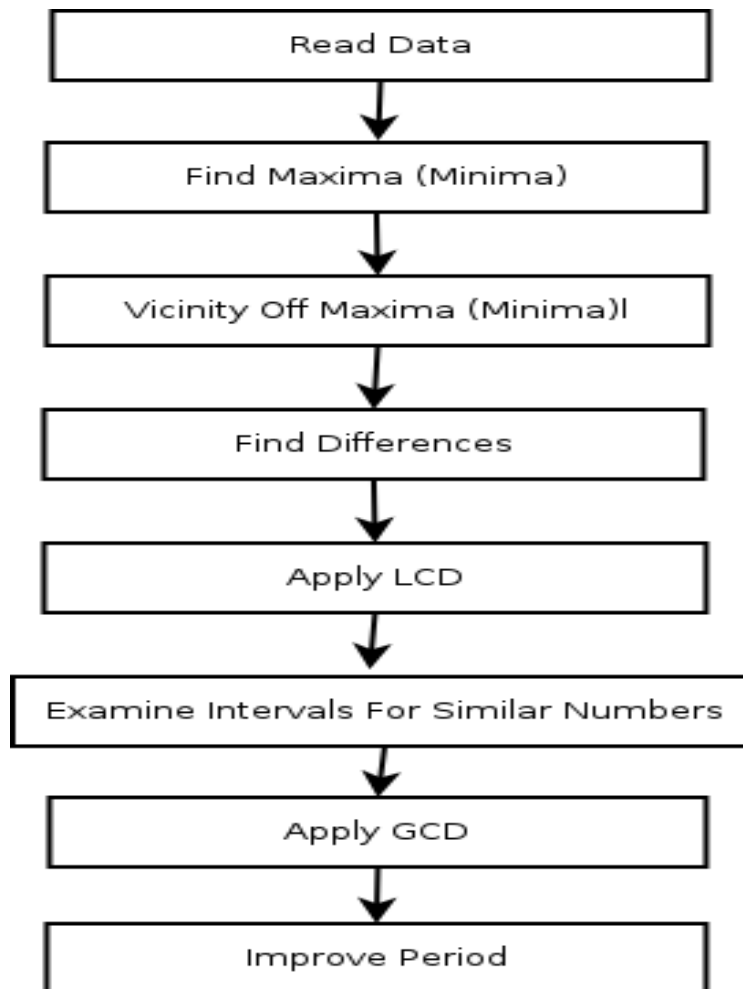 Read Data
Find Maxima (Minima)
Vicinity Off Maxima (Minima)l
Find Differences
Apply LCD
Examine Intervals For Similar Numbers
Apply GCD
Improve Period